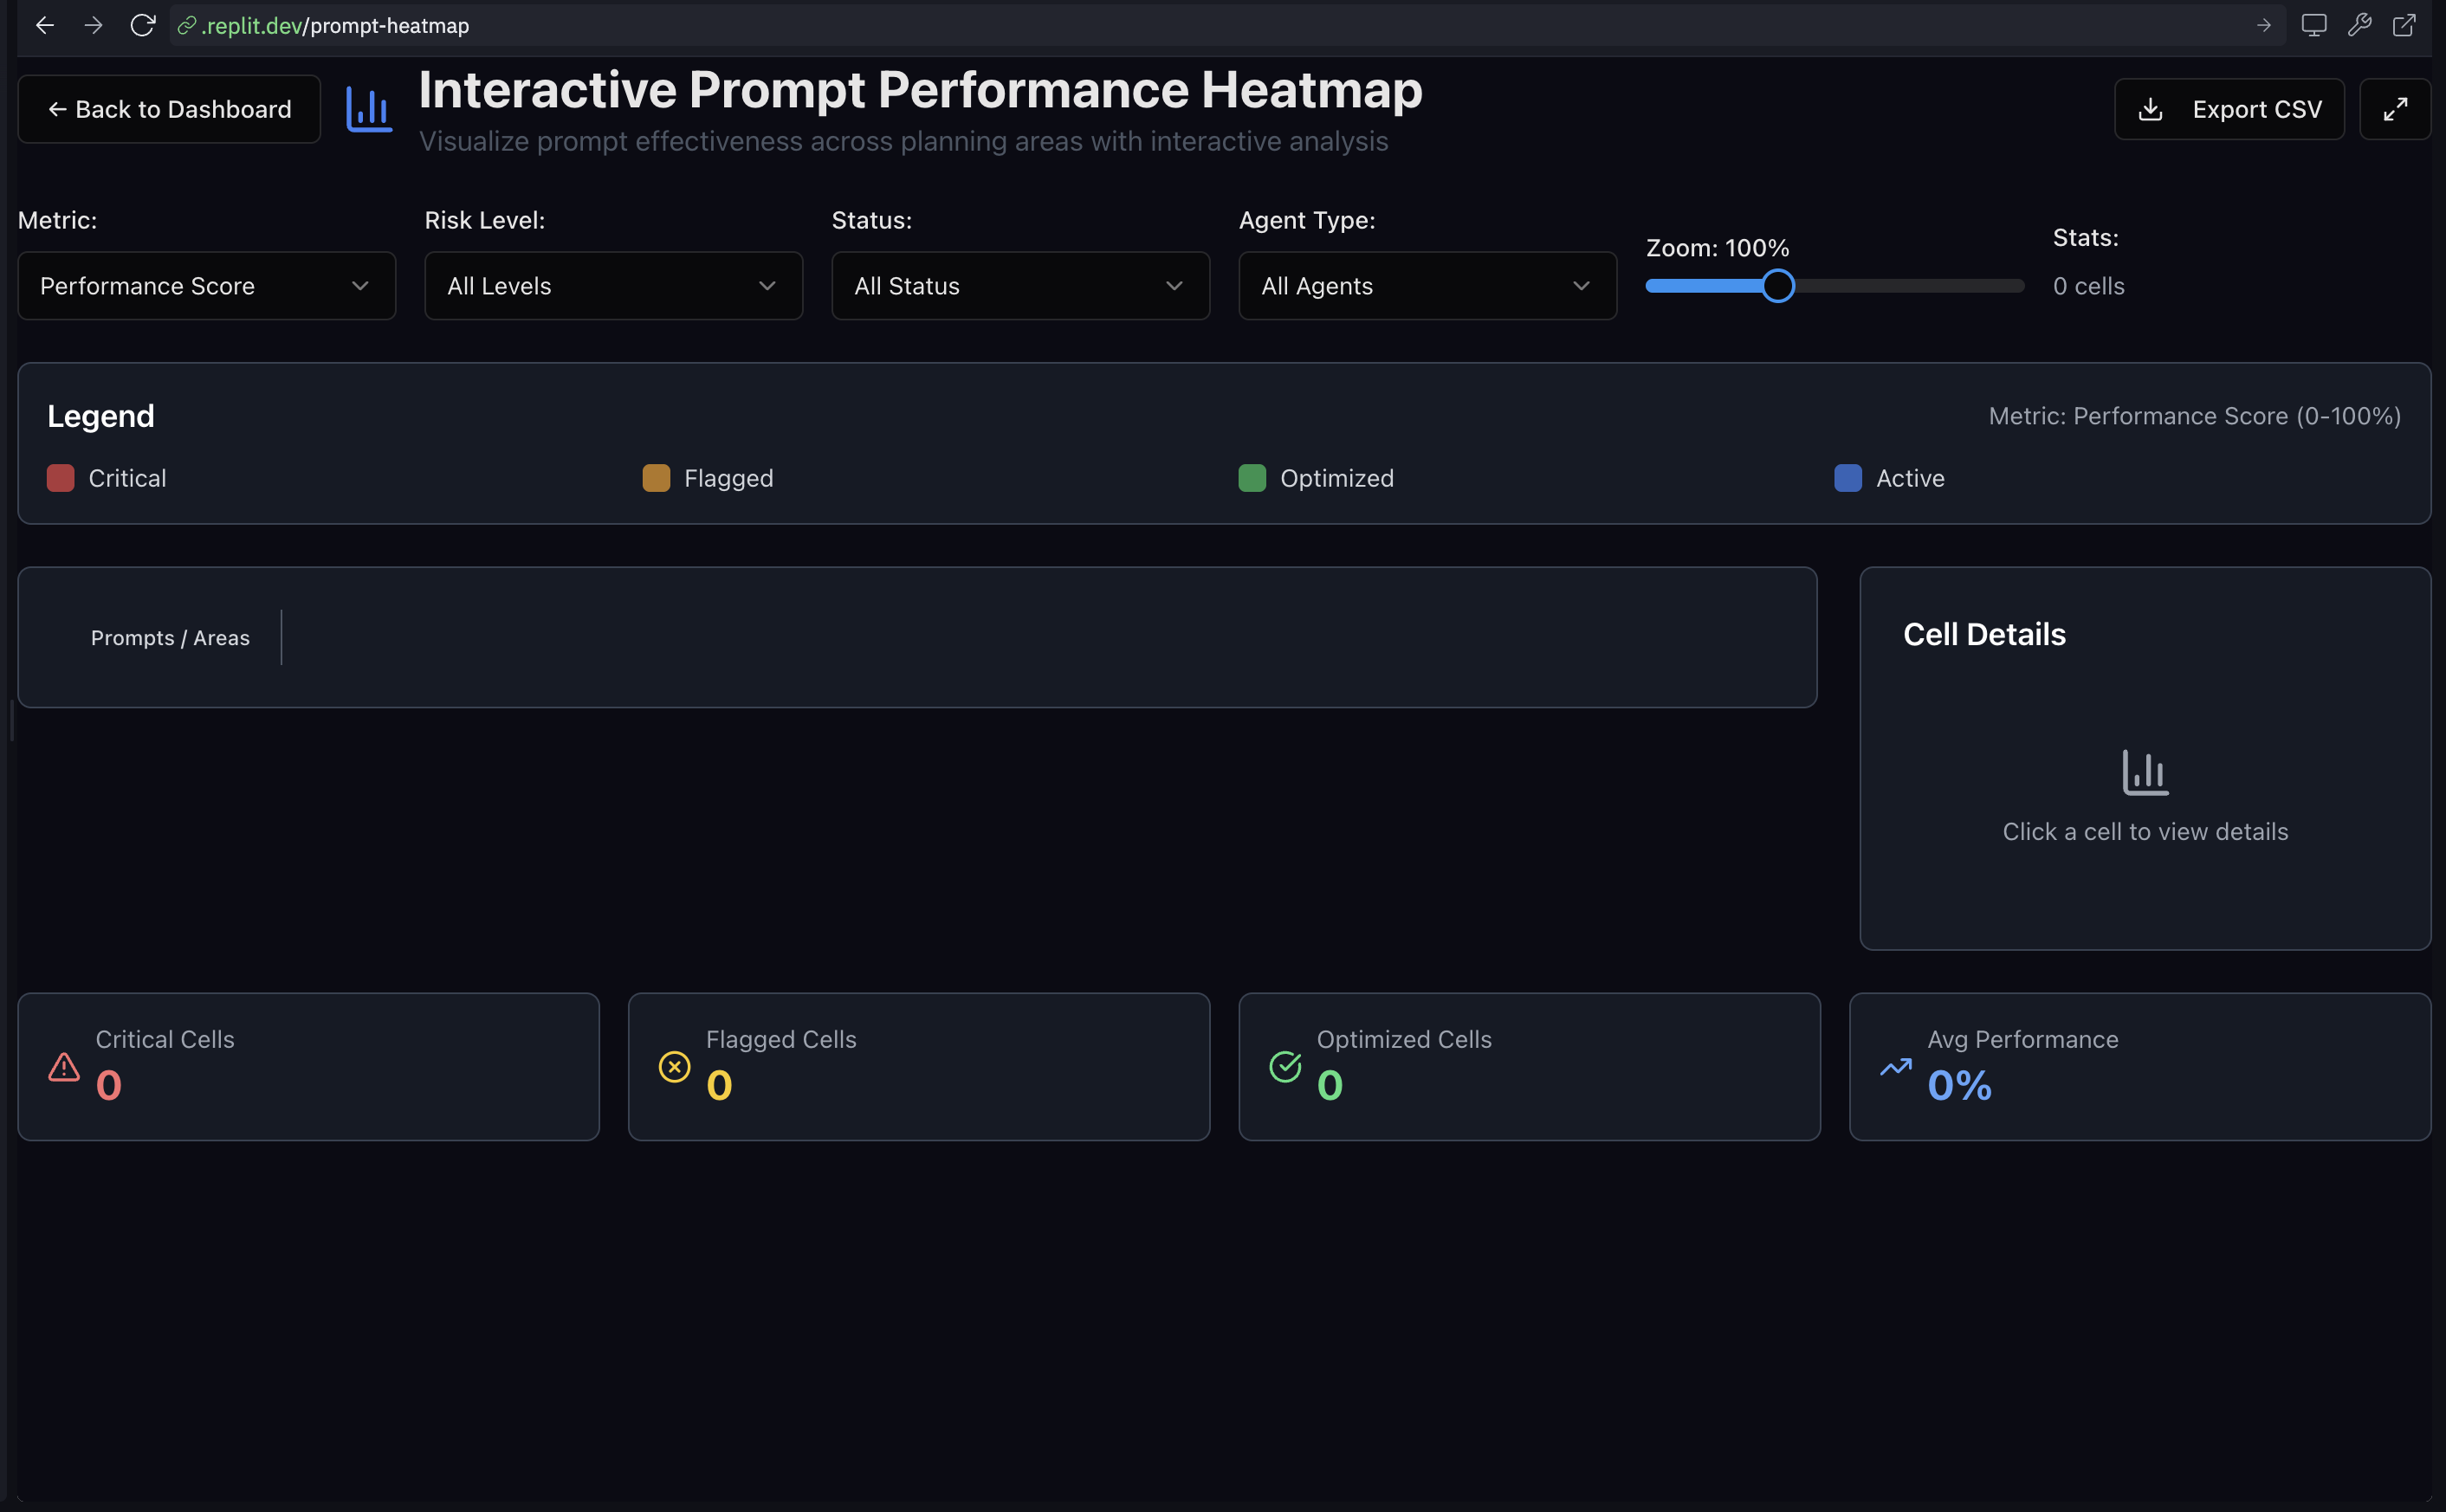 .replit.dev/prompt-heatmap
← Back to Dashboard
Interactive Prompt Performance Heatmap
Visualize prompt effectiveness across planning areas with interactive analysis
Export CSV
Metric:
Performance Score
Risk Level:
All Levels
Status:
All Status
Agent Type:
All Agents
Zoom: 100%
Stats:
0 cells
Legend
Metric: Performance Score (0-100%)
Critical
Flagged
Optimized
Active
Prompts / Areas
Cell Details
Click a cell to view details
Critical Cells
0
Flagged Cells
0
Optimized Cells
0
Avg Performance
0%